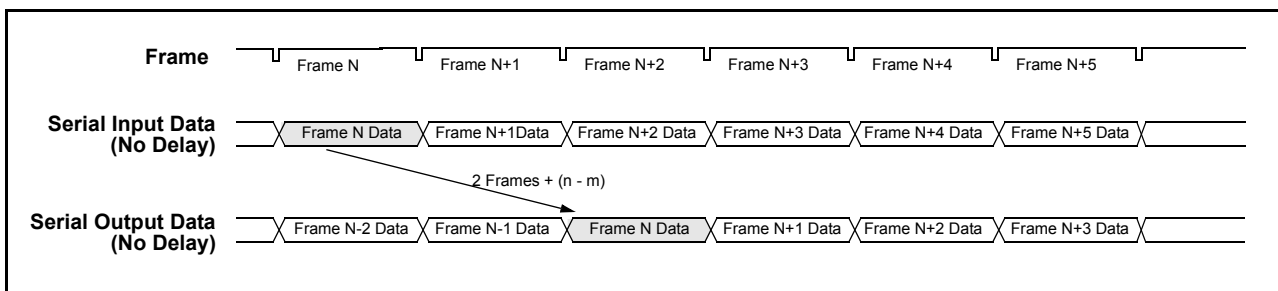 Frame
Frame N Frame N+1 Frame N+2 Frame N+3 Frame N+4 Frame N+5
Serial Input Data
(No Delay)
Frame N Data Frame N+1Data Frame N+2 Data Frame N+3 Data Frame N+4 Data Frame N+5 Data
2 Frames + (n - m)
Serial Output Data
(No Delay)
Frame N-2 Data Frame N-1 Data Frame N Data Frame N+1 Data Frame N+2 Data Frame N+3 Data